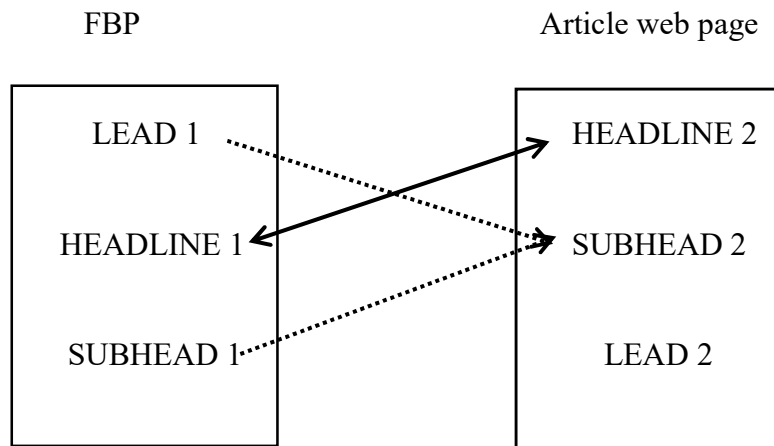 FBP
Article web page
LEAD 1
HEADLINE 2
HEADLINE 1
SUBHEAD 2
SUBHEAD 1
LEAD 2